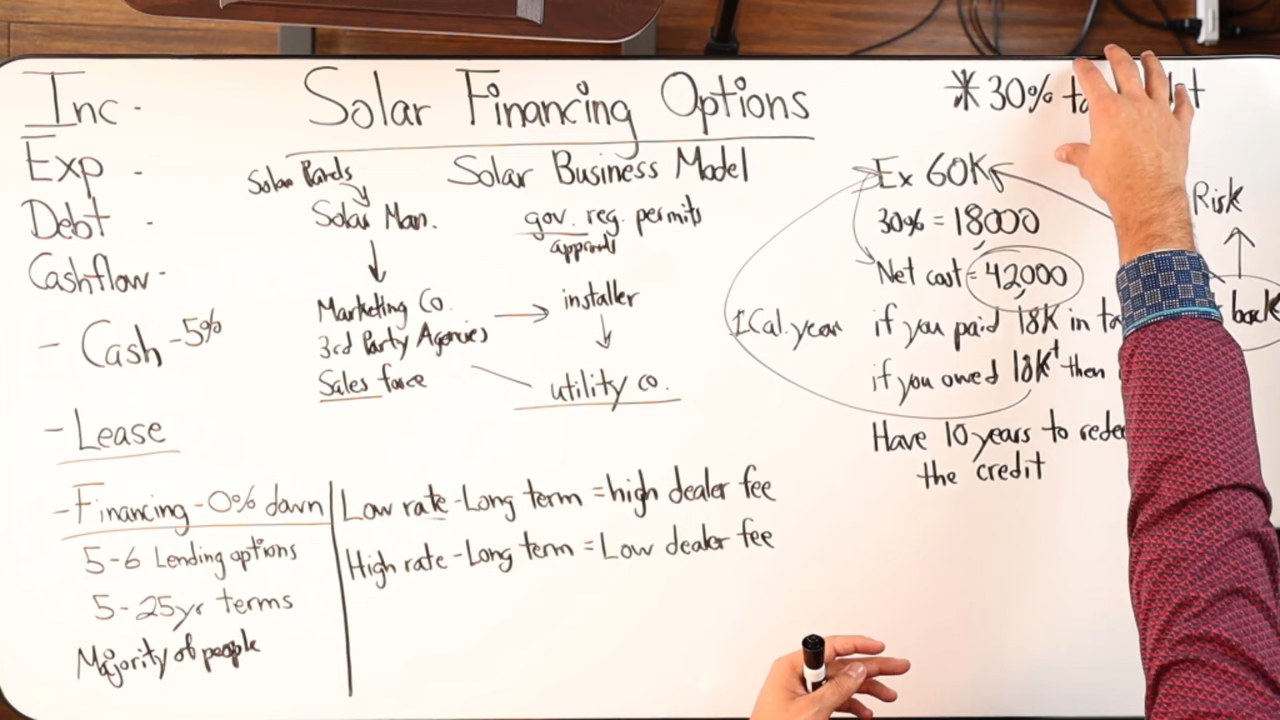 Solar Financing Options
Inc -
Exp -
Debt -
Cashflow -
- Cash -5%
- Lease
- Financing - 0% down
5-6 Lending options
5-25yr terms
Majority of people
Solar Business Model
Solar
Solar Man.
Marketing Co.
3rd Party Agencies
Sales force
gov. reg. permits
installer
utility co.
Low rate - Long term = high dealer fee
High rate - Long term = Low dealer fee
* 30%
Ex 60K
30% = 18000
Net cost = 42,000
1 Cal. year
if you paid 18K in
if you owed 18K+ then
Have 10 years to
the credit
Risk
back